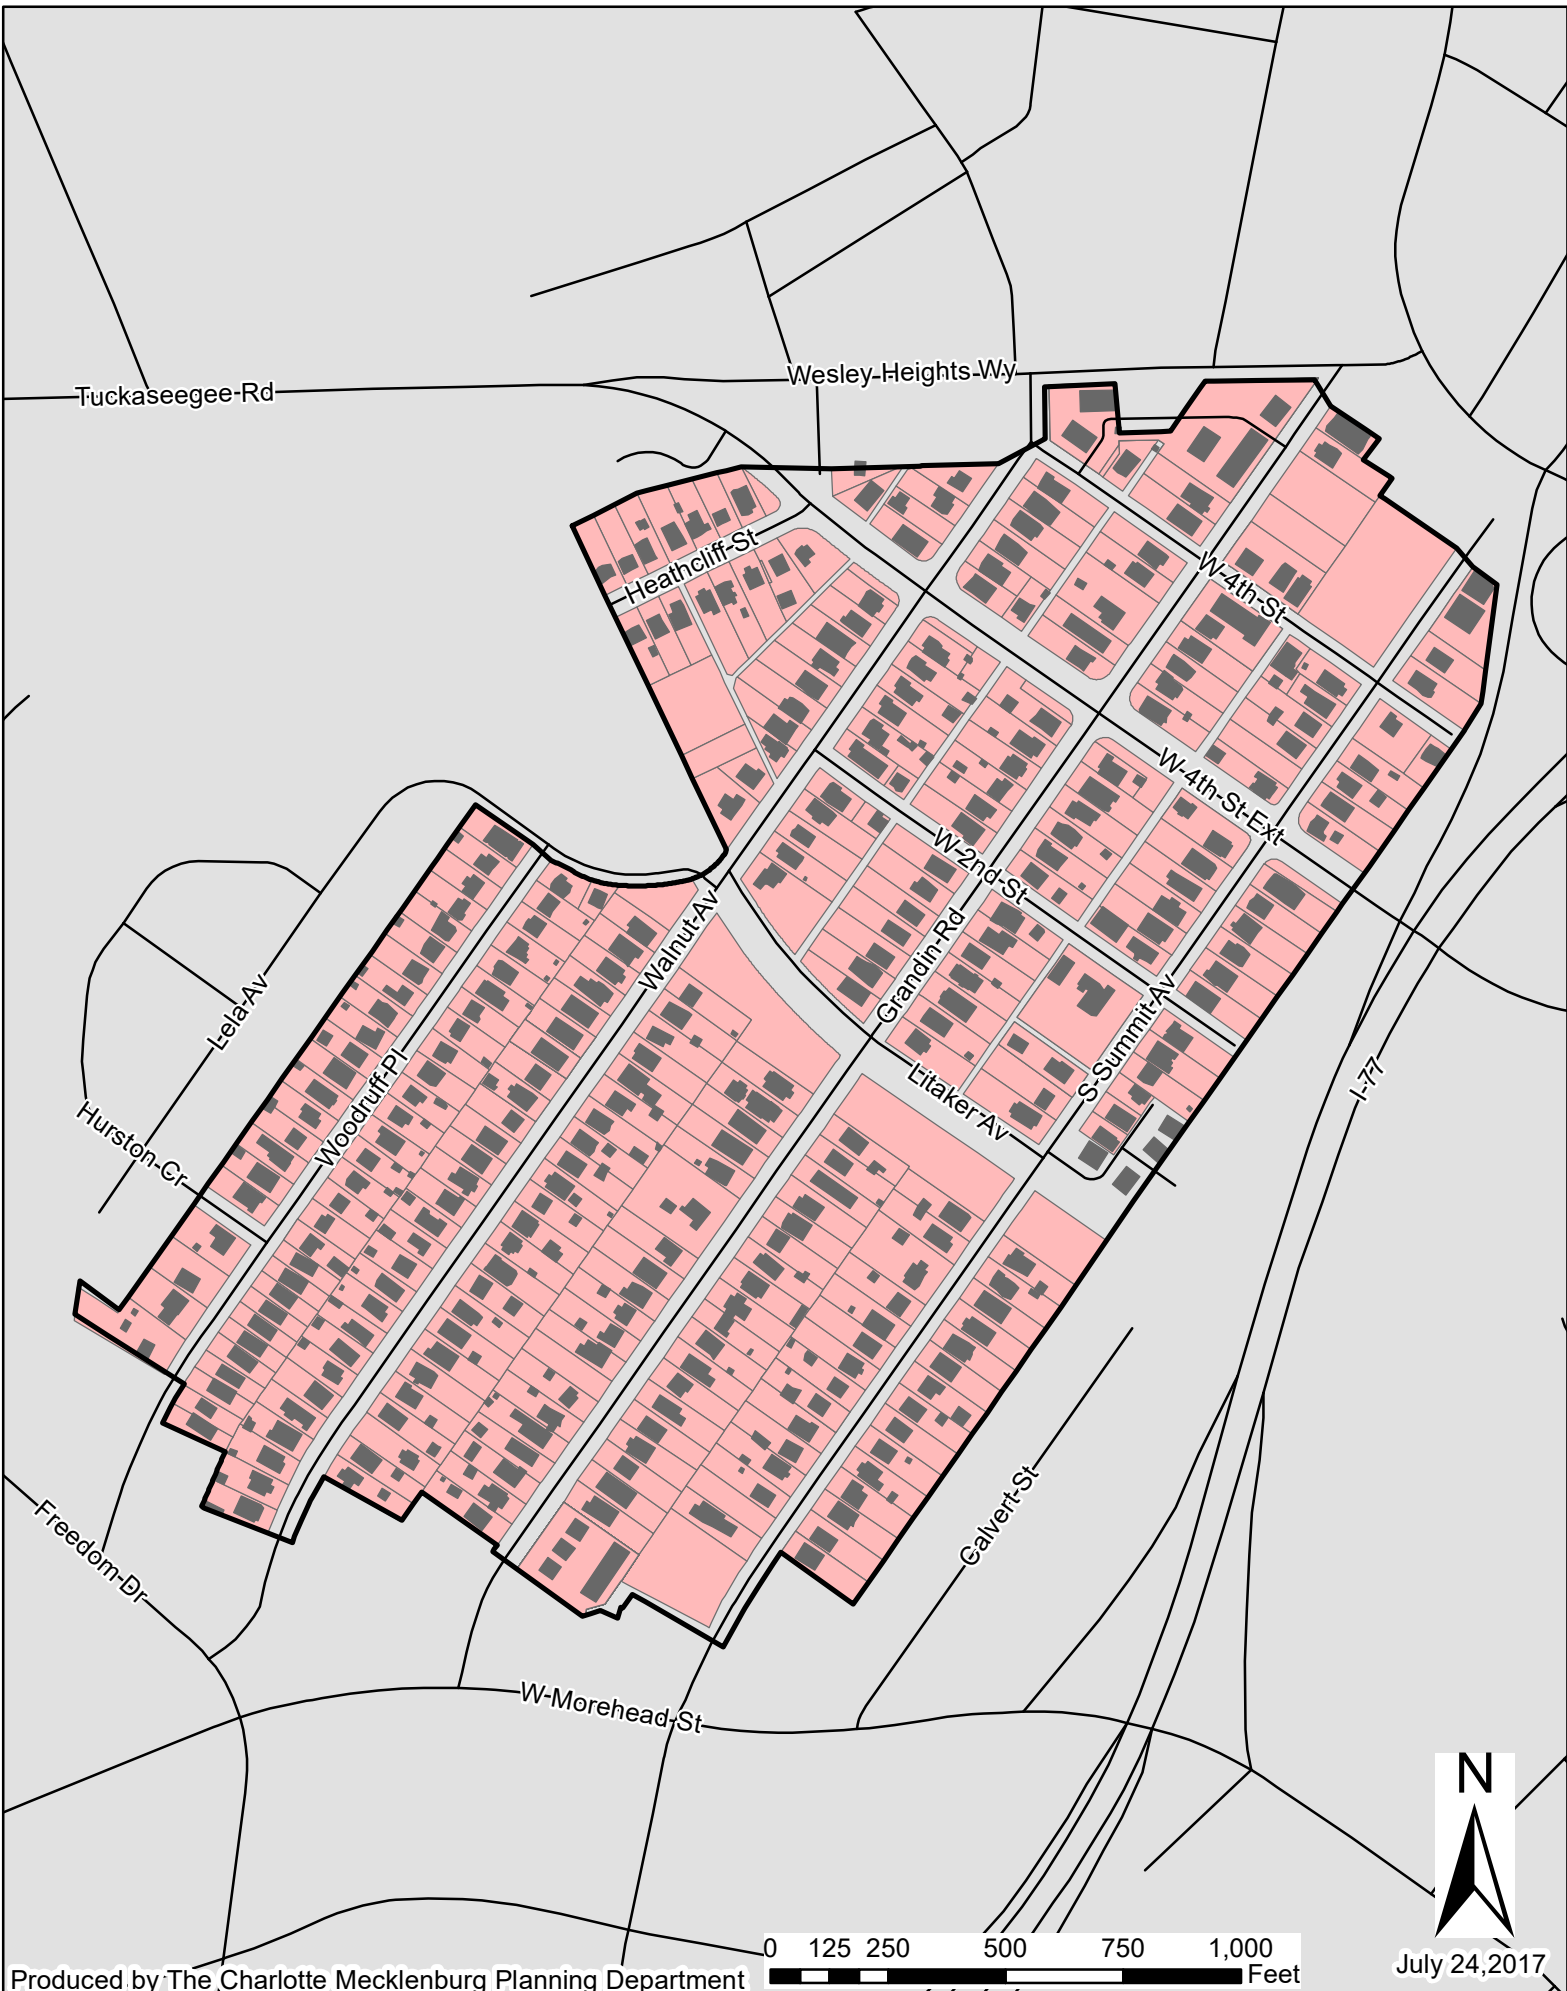 Wesley Heights Wy
Tuckaseegee Rd
Heathcliff-St
W-4th-St
W-4th-St-Ext
W-2nd-St
Walnut-Av
Grandin-Rd
Lela-Av
S-Summit-Av
Woodruff-Pl
Litaker-Av
I-77
Hurston-Cr
Calvert-St
Freedom-Dr
W-Morehead-St
N
0 125 250 500 750 1,000
Feet
July 24,2017
Produced by The Charlotte Mecklenburg Planning Department